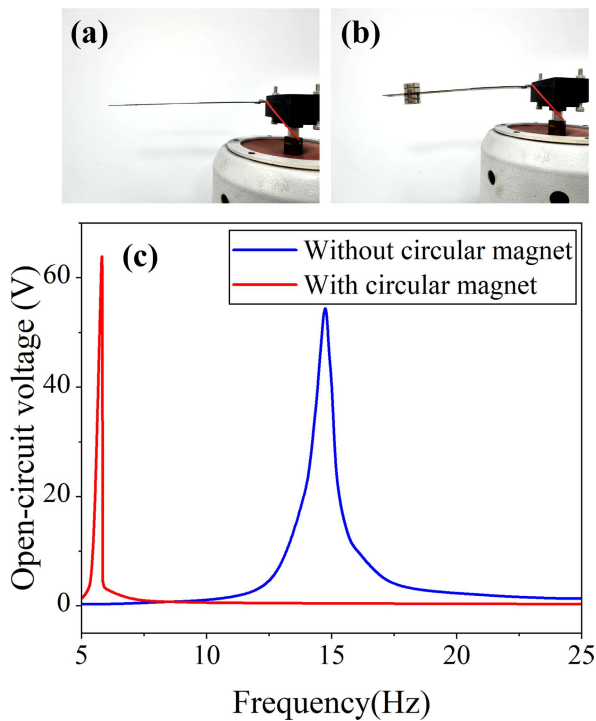 (a)
(b)
(c)
Without circular magnet
With circular magnet
Open-circuit voltage (V)
60
40
20
0
5
10
15
20
25
Frequency(Hz)